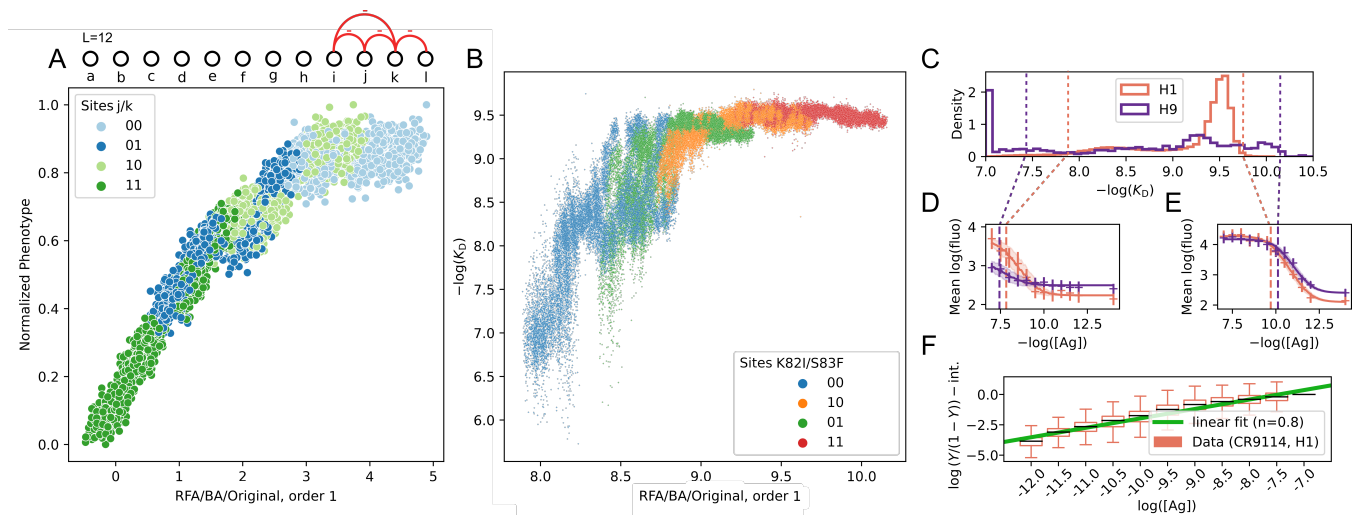 A
L=12
a b c d e f g h i j k l
- - - -
Sites j/k
00
01
10
11
Normalized Phenotype
1.0
0.8
0.6
0.4
0.2
0.0
0 1 2 3 4 5
RFA/BA/Original, order 1
B
−log(KD)
9.5
9.0
8.5
8.0
7.5
7.0
6.5
6.0
Sites K82I/S83F
00
10
01
11
8.0 8.5 9.0 9.5 10.0
RFA/BA/Original, order 1
C
Density
2
1
0
H1
H9
7.0 7.5 8.0 8.5 9.0 9.5 10.0 10.5
−log(KD)
D
Mean log(fluo)
4
3
2
7.5 10.0 12.5
−log([Ag])
E
Mean log(fluo)
4
3
2
7.5 10.0 12.5
−log([Ag])
F
log(Y/(1 − Y)) − int.
0.0
−2.5
−5.0
linear fit (n=0.8)
Data (CR9114, H1)
-12.0 -11.5 -11.0 -10.5 -10.0 -9.5 -9.0 -8.5 -8.0 -7.5 -7.0
log([Ag])